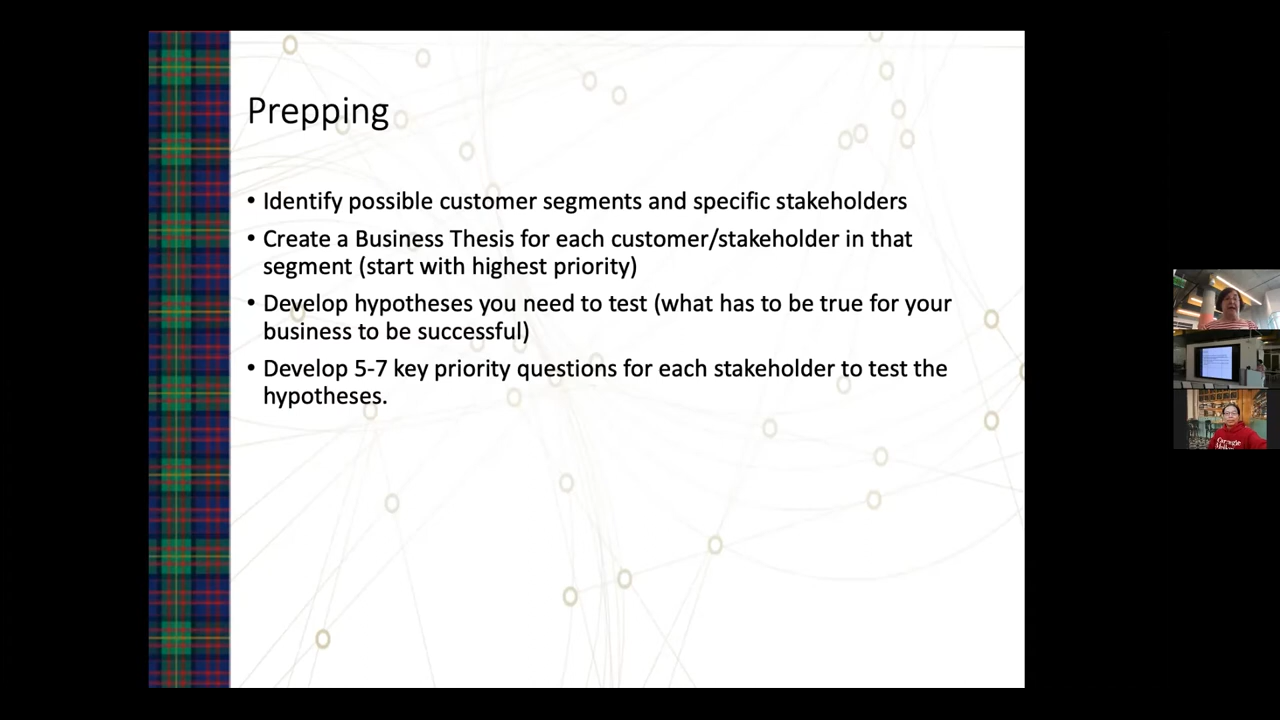 Prepping
• Identify possible customer segments and specific stakeholders
• Create a Business Thesis for each customer/stakeholder in that
segment (start with highest priority)
• Develop hypotheses you need to test (what has to be true for your
business to be successful)
• Develop 5-7 key priority questions for each stakeholder to test the
hypotheses.
Carnegie